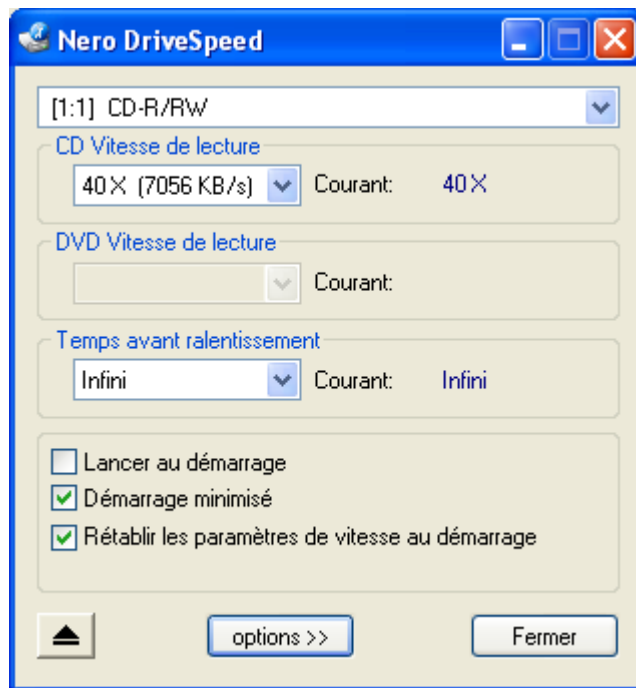 Nero DriveSpeed
[1:1] CD-R/RW
CD Vitesse de lecture
40X (7056 KB/s) Courant: 40X
DVD Vitesse de lecture
Courant:
Temps avant ralentissement
Infini Courant: Infini
Lancer au démarrage
Démarrage minimisé
Rétablir les paramètres de vitesse au démarrage
options >> Fermer